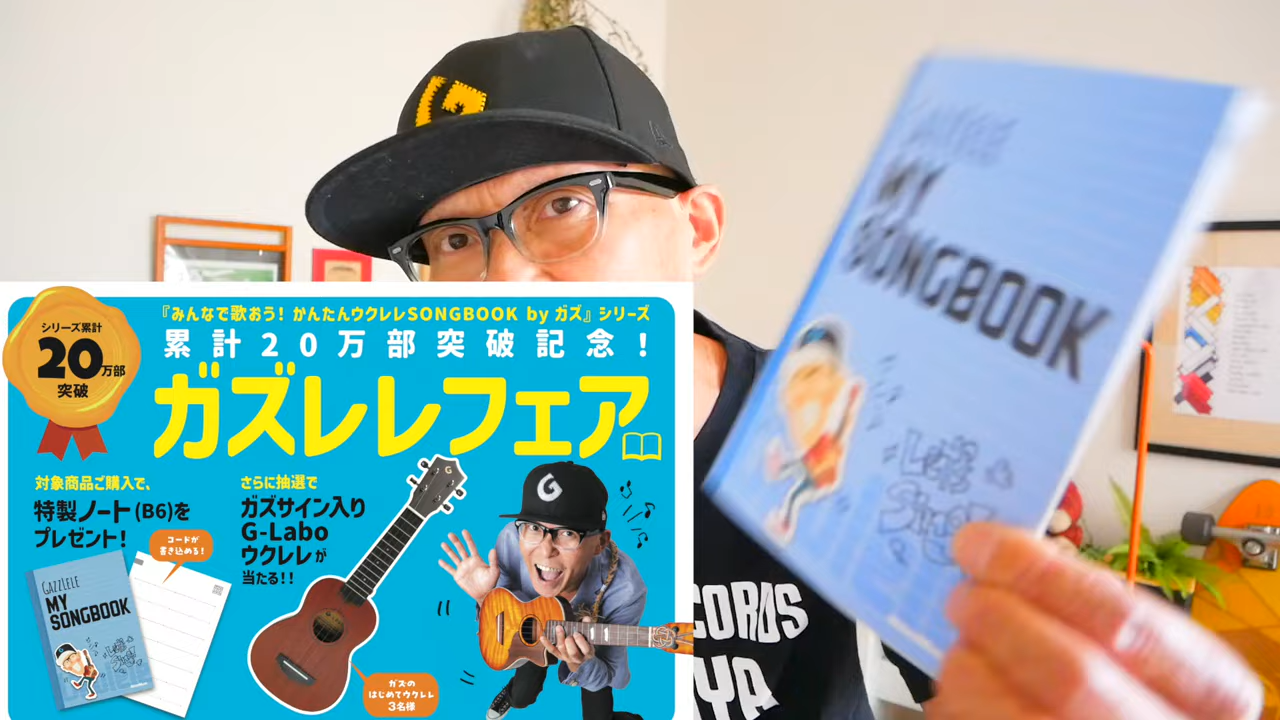 シリーズ累計
20万部
突破
『みんなで歌おう! かんたんウクレレSONGBOOK by ガズ』シリーズ
累計20万部突破記念!
ガズレレフェア
対象商品ご購入で、
特製ノート(B6)を
プレゼント!
コードが
書き込める!
GAZZLELE
MY
SONGBOOK
Let's
Sing!
さらに抽選で
ガズサイン入り
G-Labo
ウクレレが
当たる!!
ガズの
はじめてウクレレ
3名様
G
G
G
MY
SONGBOOK
Let's
Sing!
CORDS